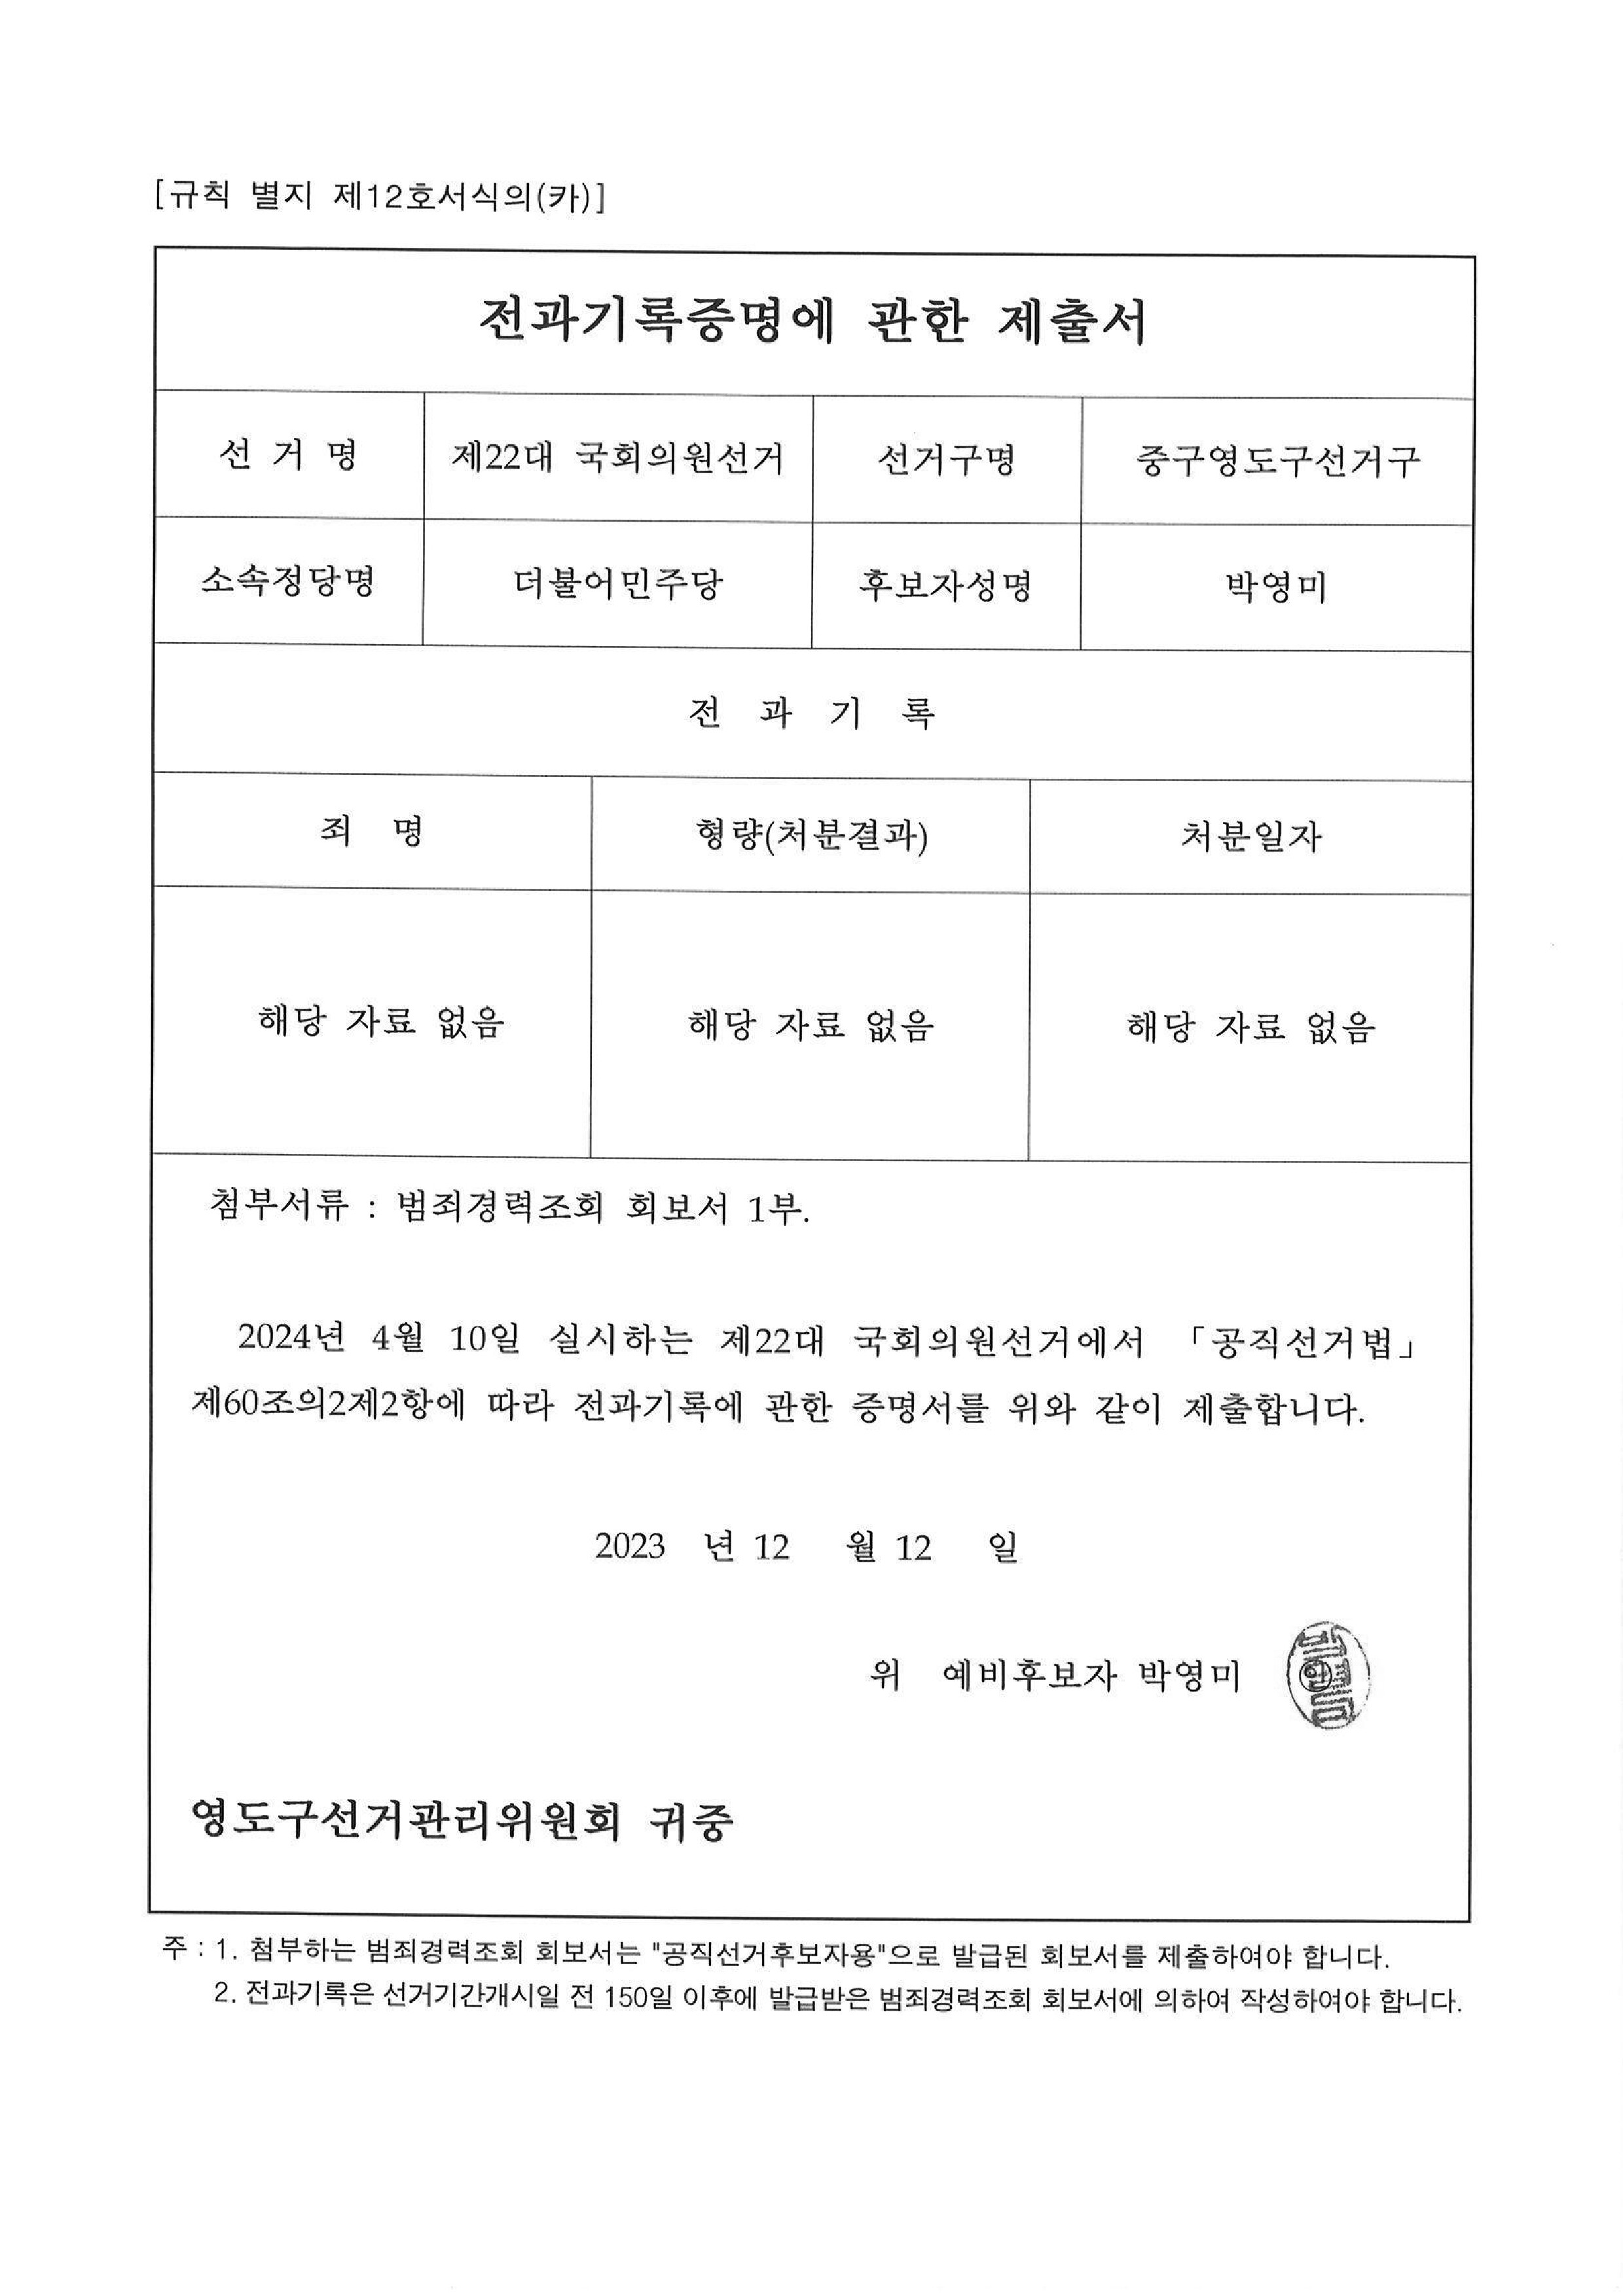 [규칙 별지 제12호서식의(카)]
전과기록증명에 관한 제출서
선 거 명 제22대 국회의원선거 선거구명 중구영도구선거구
소속정당명 더불어민주당 후보자성명 박영미
전 과 기 록
죄 명 형량(처분결과) 처분일자
해당 자료 없음 해당 자료 없음 해당 자료 없음
첨부서류 : 범죄경력조회 회보서 1부.
2024년 4월 10일 실시하는 제22대 국회의원선거에서 「공직선거법」
제60조의2제2항에 따라 전과기록에 관한 증명서를 위와 같이 제출합니다.
2023 년 12 월 12 일
위 예비후보자 박영미 ㊞
영도구선거관리위원회 귀중
주 : 1. 첨부하는 범죄경력조회 회보서는 "공직선거후보자용"으로 발급된 회보서를 제출하여야 합니다.
2. 전과기록은 선거기간개시일 전 150일 이후에 발급받은 범죄경력조회 회보서에 의하여 작성하여야 합니다.